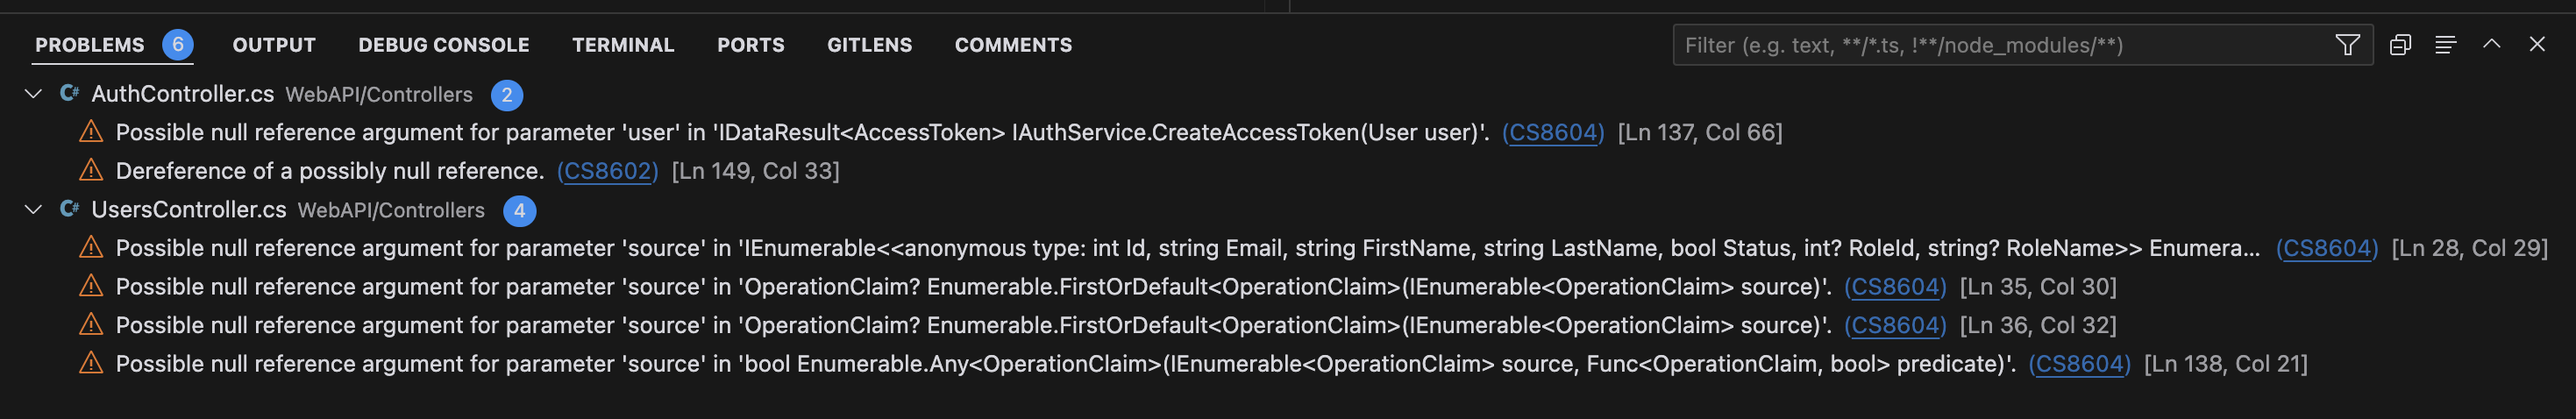 PROBLEMS 6 OUTPUT DEBUG CONSOLE TERMINAL PORTS GITLENS COMMENTS Filter (e.g. text, **/*.ts, !**/node_modules/**)
C# AuthController.cs WebAPI/Controllers 2
Possible null reference argument for parameter 'user' in 'IDataResult<AccessToken> IAuthService.CreateAccessToken(User user)'. (CS8604) [Ln 137, Col 66]
Dereference of a possibly null reference. (CS8602) [Ln 149, Col 33]
C# UsersController.cs WebAPI/Controllers 4
Possible null reference argument for parameter 'source' in 'IEnumerable<<anonymous type: int Id, string Email, string FirstName, string LastName, bool Status, int? RoleId, string? RoleName>> Enumera... (CS8604) [Ln 28, Col 29]
Possible null reference argument for parameter 'source' in 'OperationClaim? Enumerable.FirstOrDefault<OperationClaim>(IEnumerable<OperationClaim> source)'. (CS8604) [Ln 35, Col 30]
Possible null reference argument for parameter 'source' in 'OperationClaim? Enumerable.FirstOrDefault<OperationClaim>(IEnumerable<OperationClaim> source)'. (CS8604) [Ln 36, Col 32]
Possible null reference argument for parameter 'source' in 'bool Enumerable.Any<OperationClaim>(IEnumerable<OperationClaim> source, Func<OperationClaim, bool> predicate)'. (CS8604) [Ln 138, Col 21]